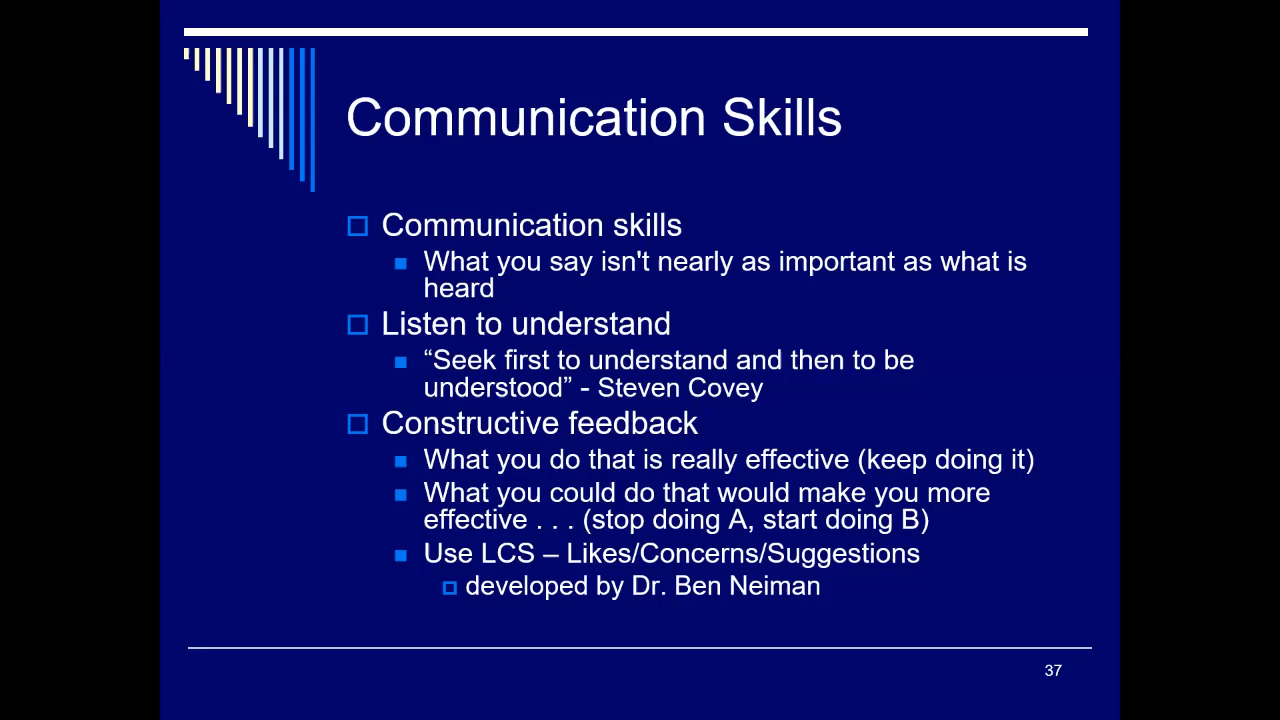 Communication Skills
Communication skills
What you say isn't nearly as important as what is
heard
Listen to understand
“Seek first to understand and then to be
understood” - Steven Covey
Constructive feedback
What you do that is really effective (keep doing it)
What you could do that would make you more
effective . . . (stop doing A, start doing B)
Use LCS – Likes/Concerns/Suggestions
developed by Dr. Ben Neiman
37